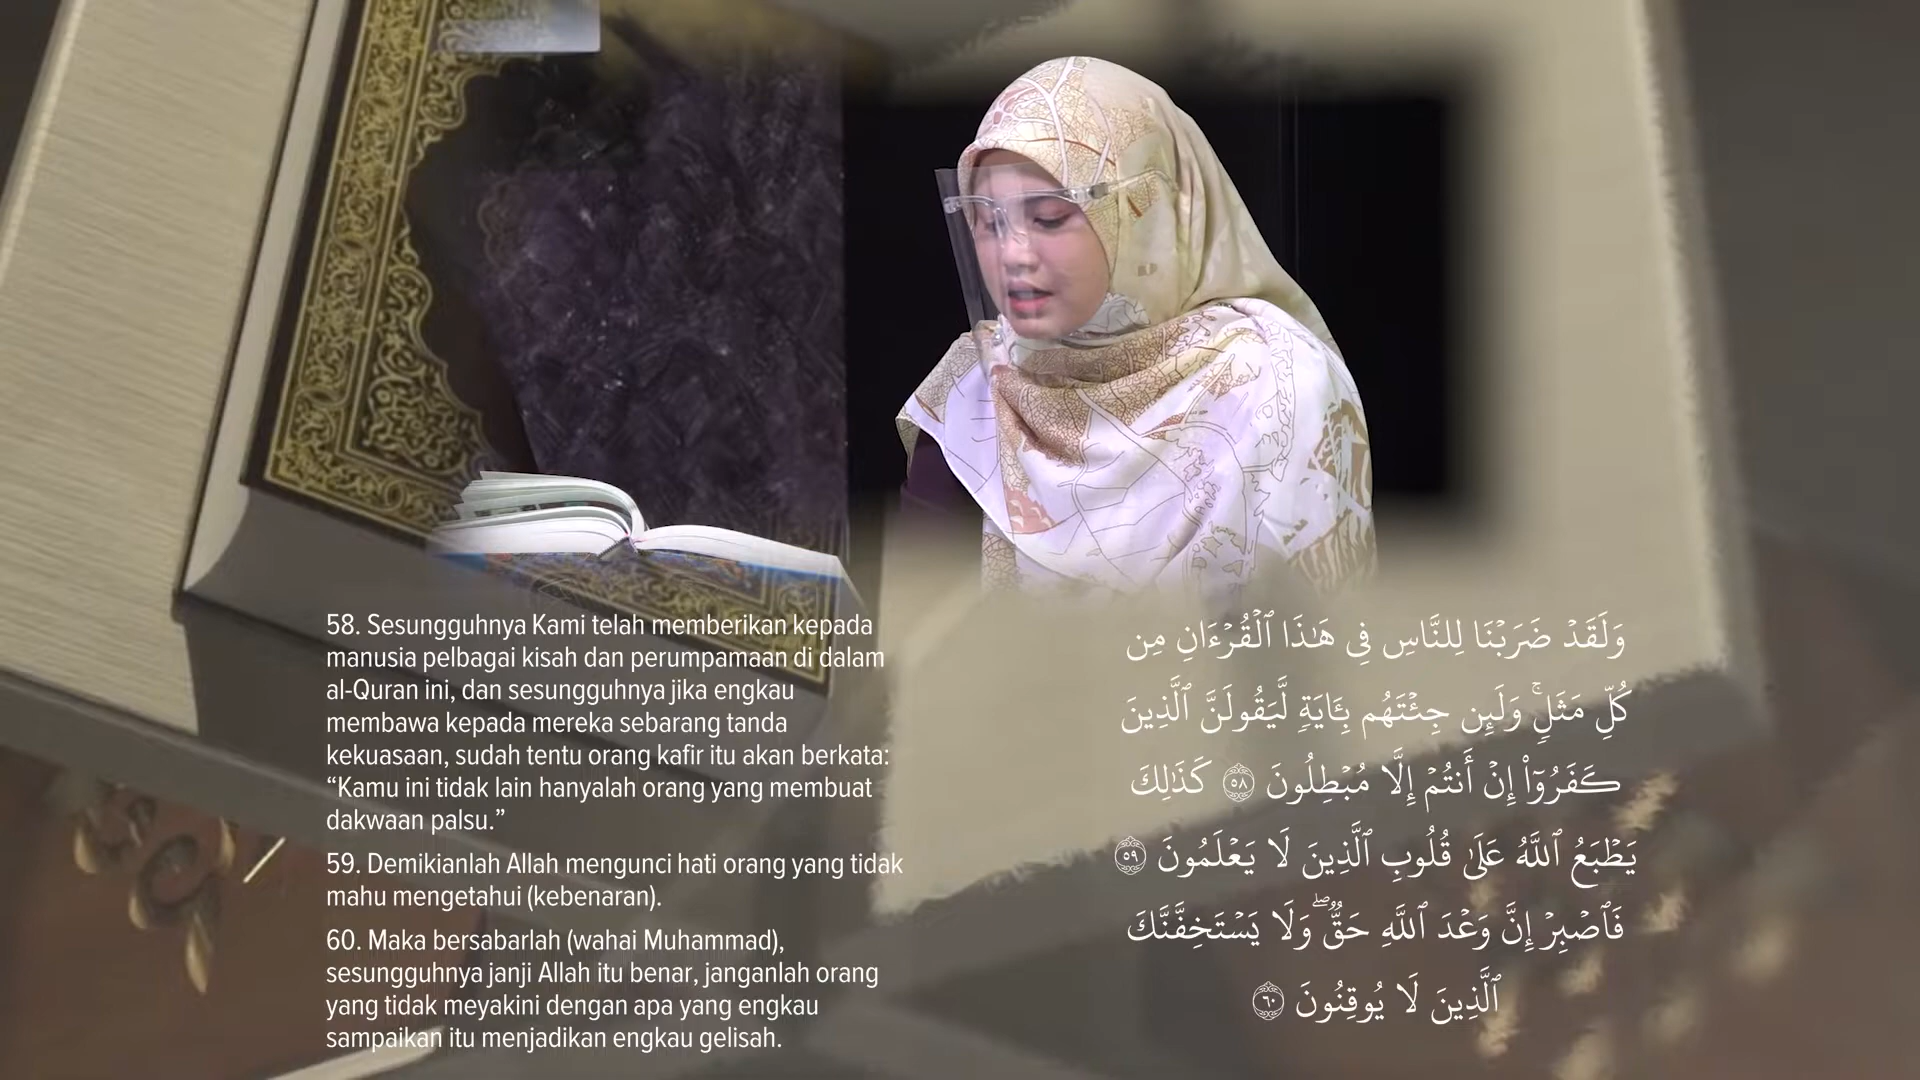 58. Sesungguhnya Kami telah memberikan kepada
manusia pelbagai kisah dan perumpamaan di dalam
al-Quran ini, dan sesungguhnya jika engkau
membawa kepada mereka sebarang tanda
kekuasaan, sudah tentu orang kafir itu akan berkata:
“Kamu ini tidak lain hanyalah orang yang membuat
dakwaan palsu.”
59. Demikianlah Allah mengunci hati orang yang tidak
mahu mengetahui (kebenaran).
60. Maka bersabarlah (wahai Muhammad),
sesungguhnya janji Allah itu benar, janganlah orang
yang tidak meyakini dengan apa yang engkau
sampaikan itu menjadikan engkau gelisah.
وَلَقَدۡ ضَرَبۡنَا لِلنَّاسِ فِي هَٰذَا ٱلۡقُرۡءَانِ مِن
كُلِّ مَثَلٖۚ وَلَئِن جِئۡتَهُم بِـَٔايَةٖ لَّيَقُولَنَّ ٱلَّذِينَ
كَفَرُوٓاْ إِنۡ أَنتُمۡ إِلَّا مُبۡطِلُونَ ٥٨ كَذَٰلِكَ
يَطۡبَعُ ٱللَّهُ عَلَىٰ قُلُوبِ ٱلَّذِينَ لَا يَعۡلَمُونَ ٥٩
فَٱصۡبِرۡ إِنَّ وَعۡدَ ٱللَّهِ حَقّٞۖ وَلَا يَسۡتَخِفَّنَّكَ
ٱلَّذِينَ لَا يُوقِنُونَ ٦٠